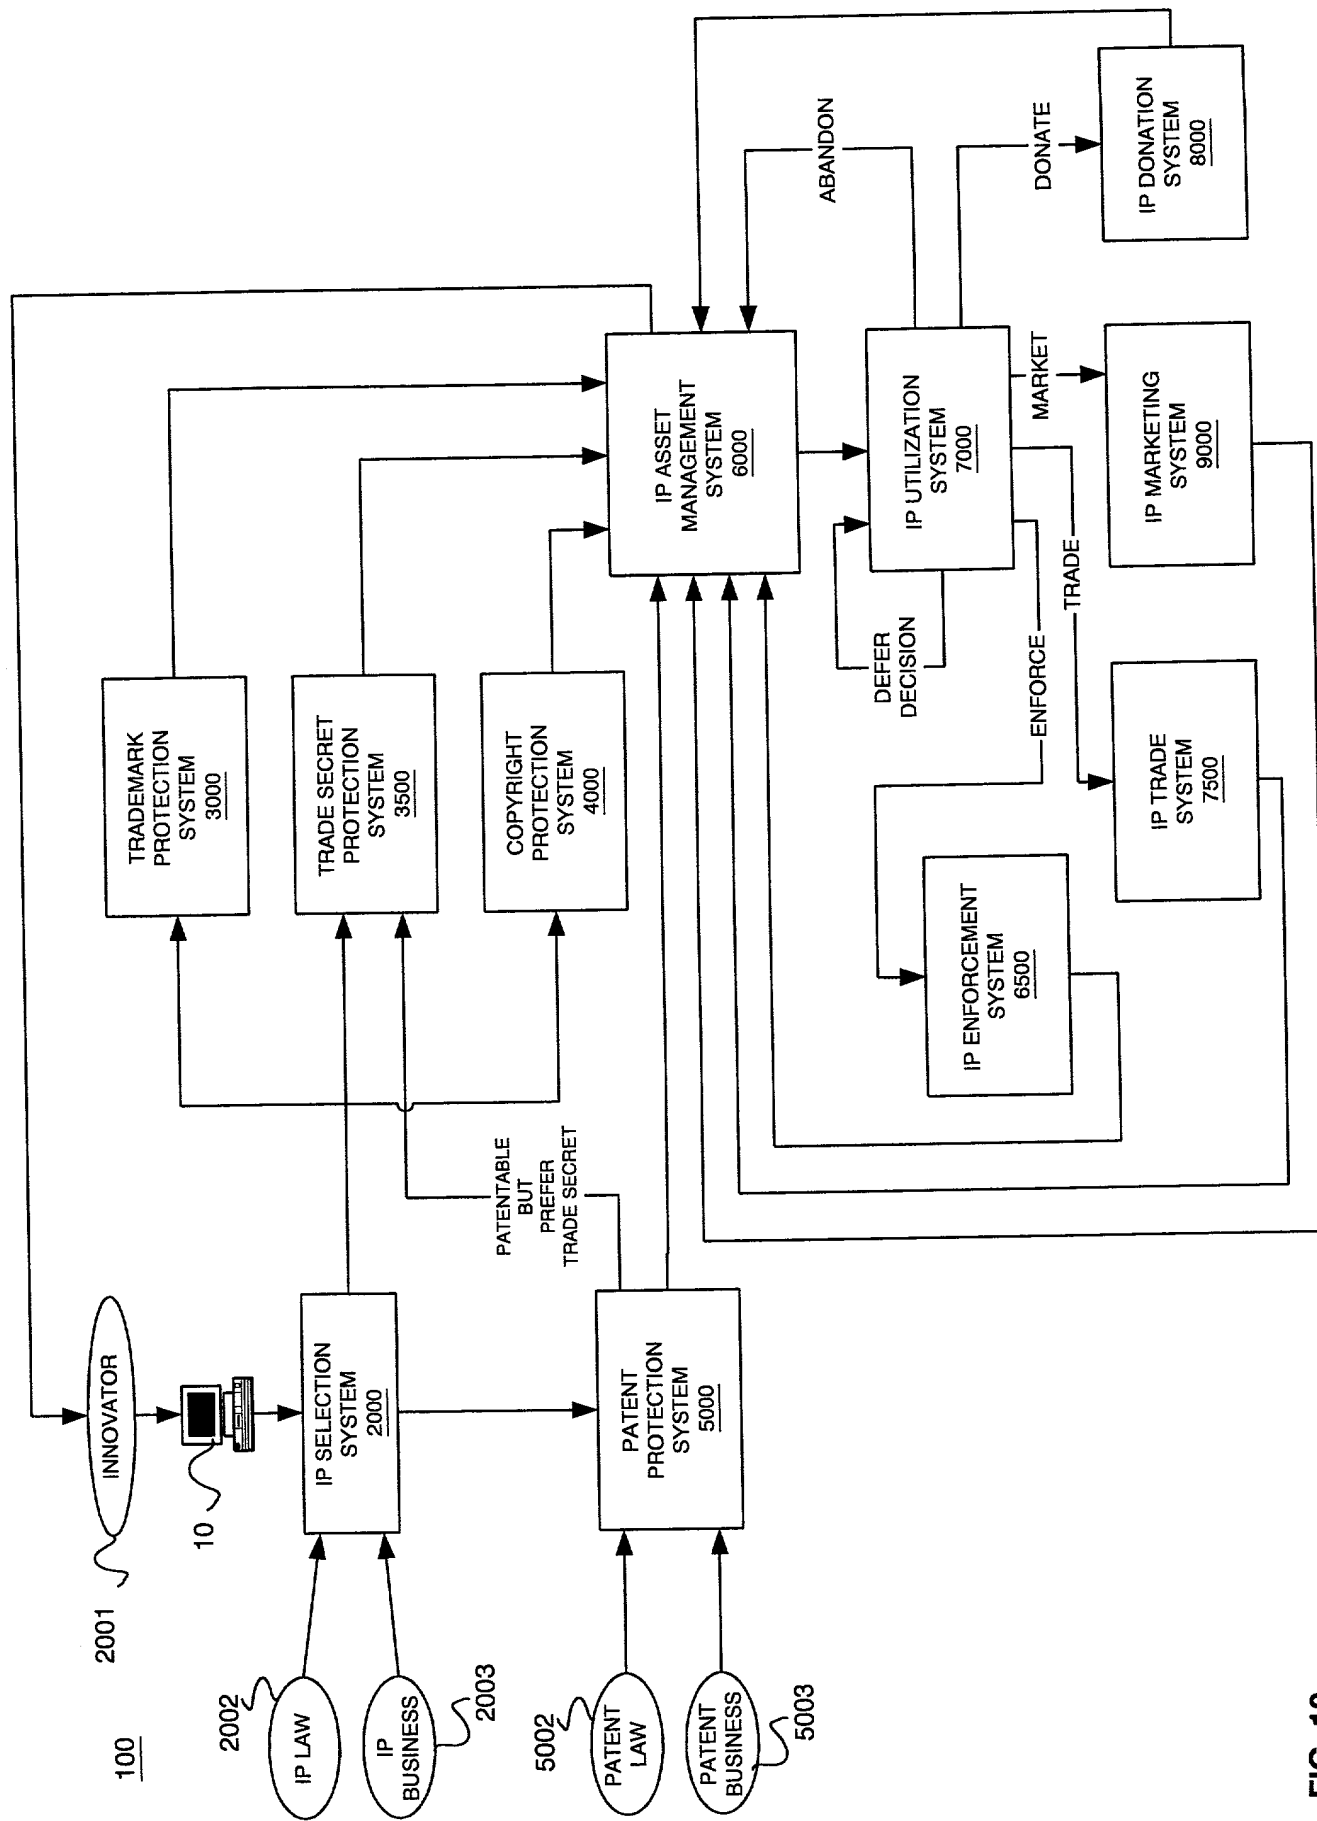 100
2001
INNOVATOR
10
2002
IP LAW
IP
BUSINESS
2003
IP SELECTION
SYSTEM
2000
5002
PATENT
LAW
PATENT
BUSINESS
5003
PATENT
PROTECTION
SYSTEM
5000
PATENTABLE
BUT
PREFER
TRADE SECRET
TRADEMARK
PROTECTION
SYSTEM
3000
TRADE SECRET
PROTECTION
SYSTEM
3500
COPYRIGHT
PROTECTION
SYSTEM
4000
IP ASSET
MANAGEMENT
SYSTEM
6000
DEFER
DECISION
IP UTILIZATION
SYSTEM
7000
ABANDON
DONATE
MARKET
TRADE
ENFORCE
IP ENFORCEMENT
SYSTEM
6500
IP TRADE
SYSTEM
7500
IP MARKETING
SYSTEM
9000
IP DONATION
SYSTEM
8000